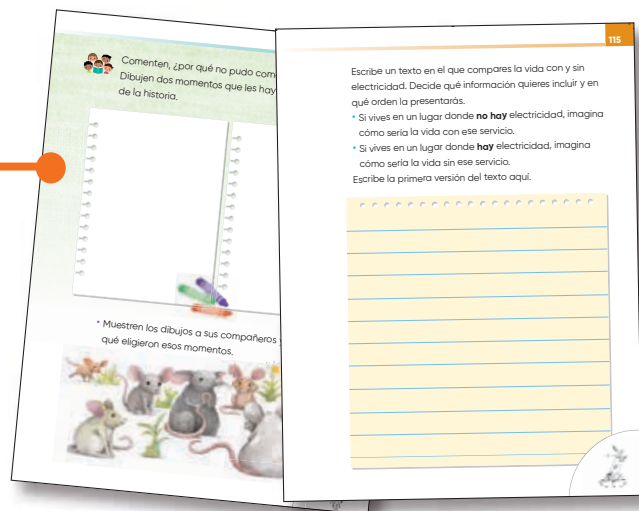 Comenten, ¿por qué no pudo com
Dibujen dos momentos que les hay
de la historia.
• Muestren los dibujos a sus compañeros
qué eligieron esos momentos.
115
Escribe un texto en el que compares la vida con y sin
electricidad. Decide qué información quieres incluir y en
qué orden la presentarás.
• Si vives en un lugar donde no hay electricidad, imagina
cómo sería la vida con ese servicio.
• Si vives en un lugar donde hay electricidad, imagina
cómo sería la vida sin ese servicio.
Escribe la primera versión del texto aquí.